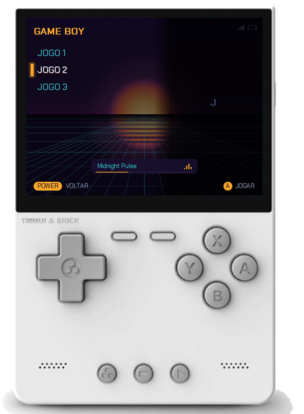 GAME BOY
JOGO 1
JOGO 2
JOGO 3
J
Midnight Pulse
POWER VOLTAR
A JOGAR
TRIMUI & BRICK
X
Y
A
B